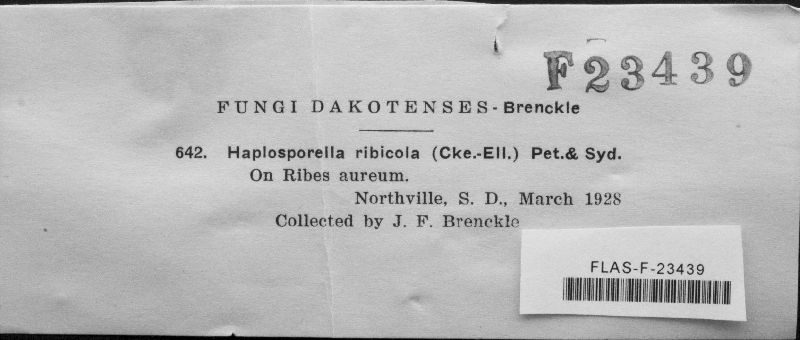 F23439
FUNGI DAKOTENSES - Brenckle
642. Haplosporella ribicola (Cke.-Ell.) Pet.& Syd.
On Ribes aureum.
Northville, S. D., March 1928
Collected by J. F. Brenckle
FLAS-F-23439